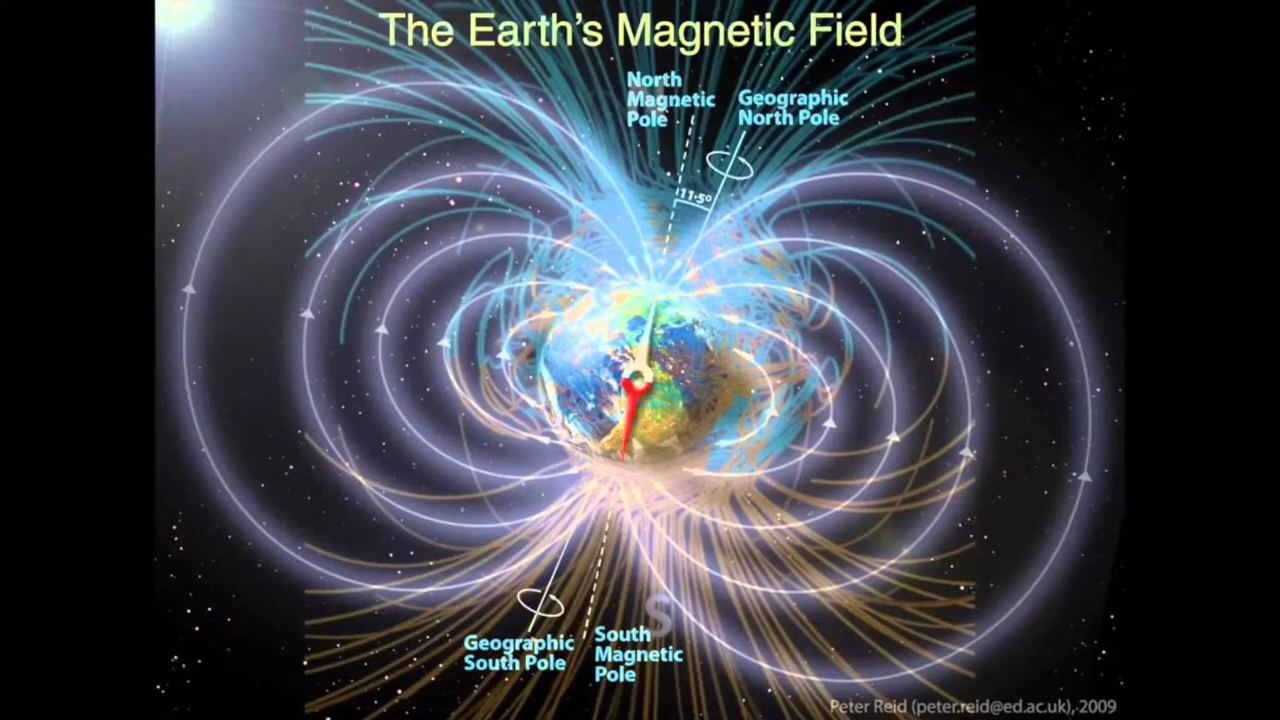 The Earth's Magnetic Field
North
Magnetic
Pole
Geographic
North Pole
11·5°
S
Geographic
South Pole
South
Magnetic
Pole
Peter Reid (peter.reid@ed.ac.uk), 2009